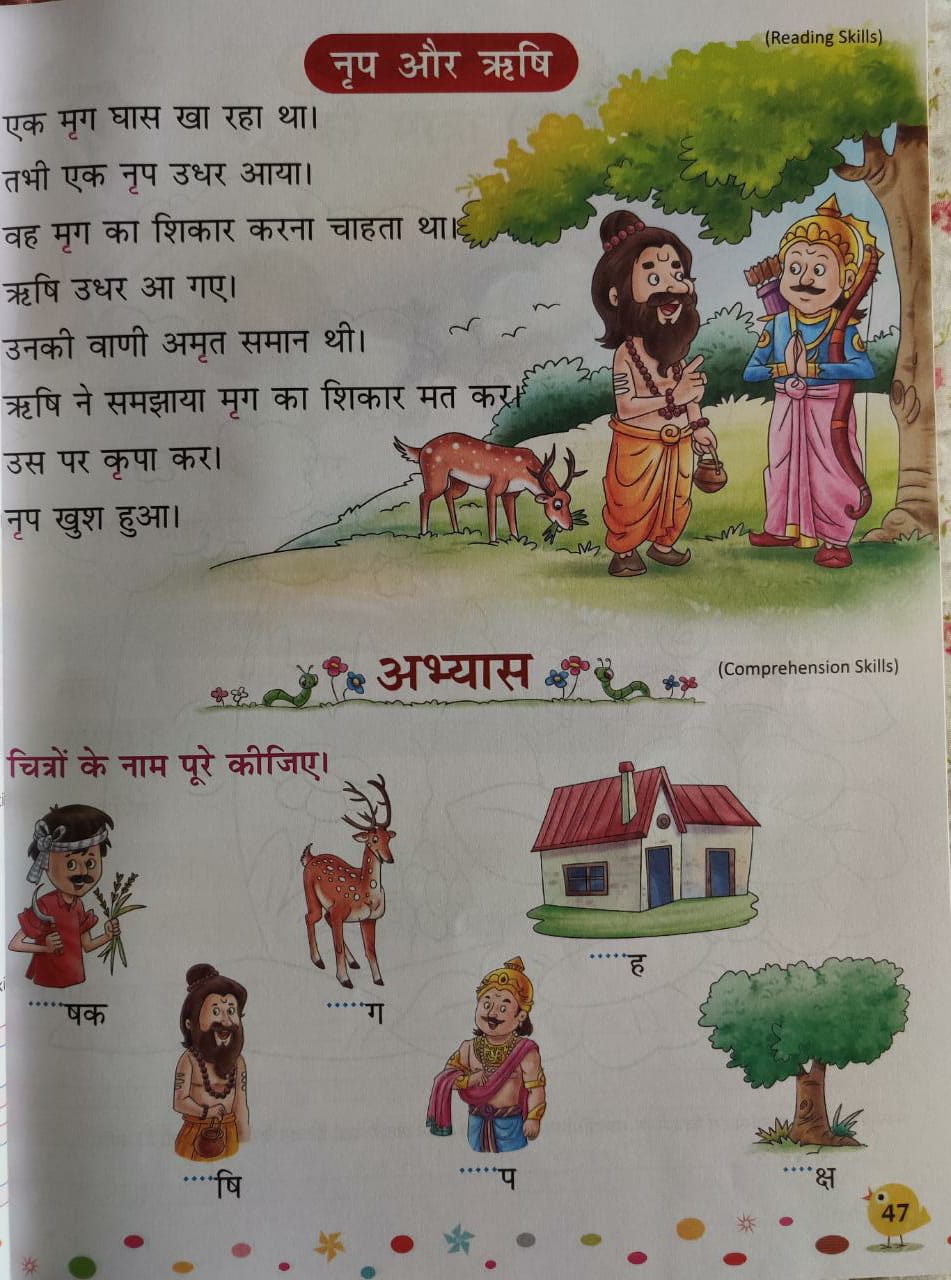 (Reading Skills)
नृप और ऋषि
एक मृग घास खा रहा था।
तभी एक नृप उधर आया।
वह मृग का शिकार करना चाहता था।
ऋषि उधर आ गए।
उनकी वाणी अमृत समान थी।
ऋषि ने समझाया मृग का शिकार मत कर।
उस पर कृपा कर।
नृप खुश हुआ।
अभ्यास
(Comprehension Skills)
चित्रों के नाम पूरे कीजिए।
......षक
......ग
......ह
.....षि
......प
.....क्ष
47